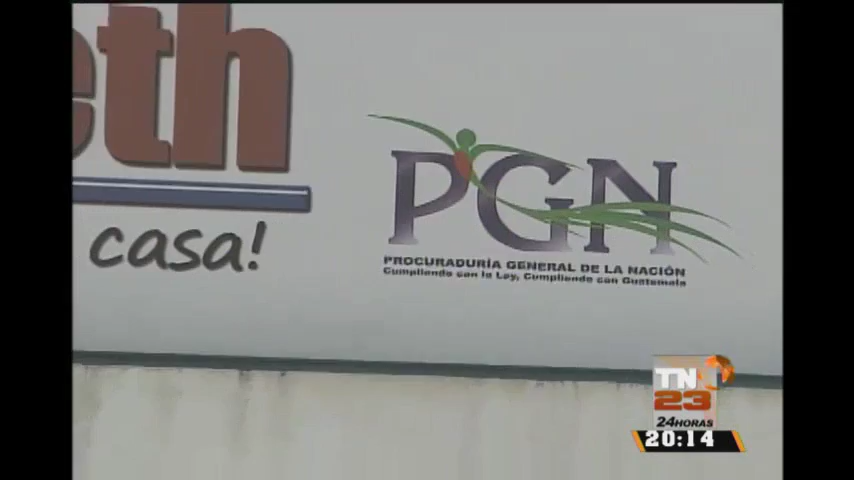 eth
casa!
PGN
PROCURADURÍA GENERAL DE LA NACIÓN
Cumpliendo con la Ley, Cumpliendo con Guatemala
TN
23
24HORAS
20:14